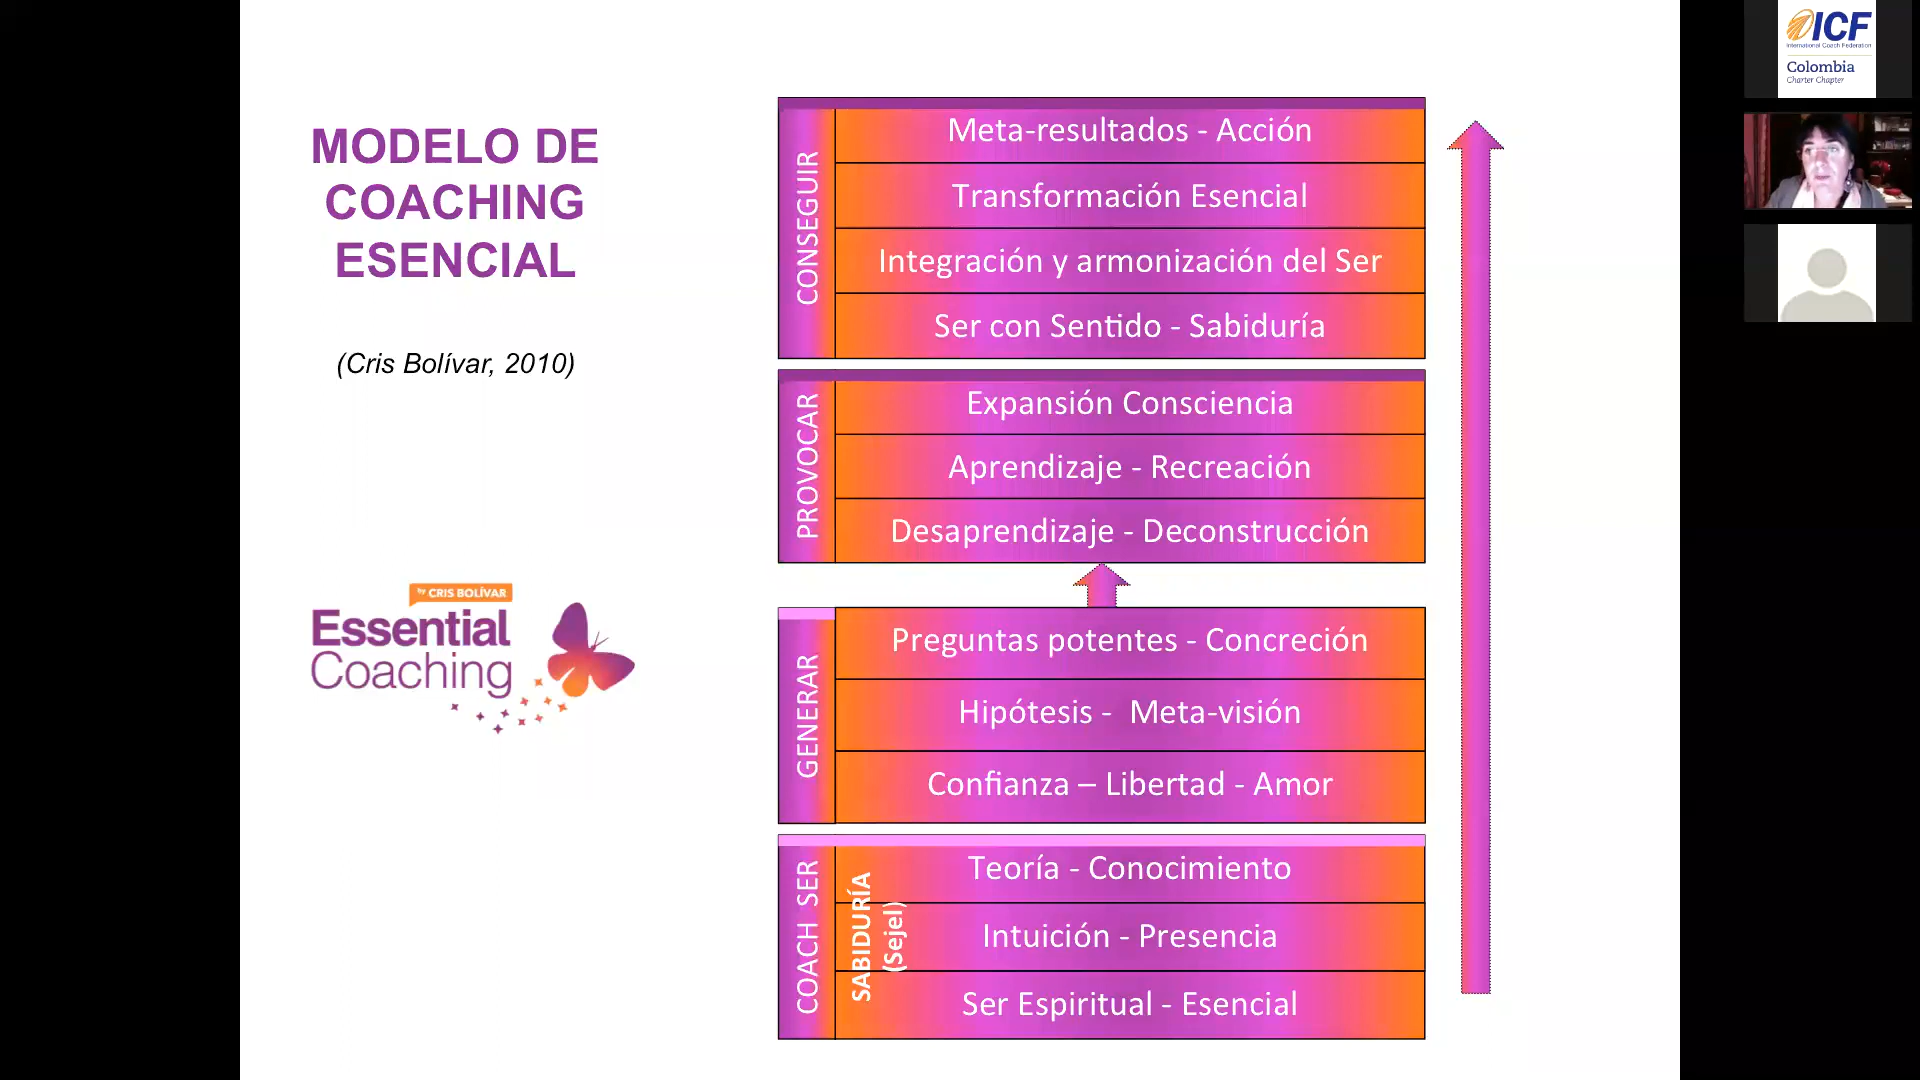 MODELO DE
COACHING
ESENCIAL
(Cris Bolívar, 2010)
by CRIS BOLÍVAR
Essential
Coaching
CONSEGUIR
Meta-resultados - Acción
Transformación Esencial
Integración y armonización del Ser
Ser con Sentido - Sabiduría
PROVOCAR
Expansión Consciencia
Aprendizaje - Recreación
Desaprendizaje - Deconstrucción
GENERAR
Preguntas potentes - Concreción
Hipótesis - Meta-visión
Confianza – Libertad - Amor
COACH SER
SABIDURÍA
(Sejel)
Teoría - Conocimiento
Intuición - Presencia
Ser Espiritual - Esencial
ICF
International Coach Federation
Colombia
Charter Chapter